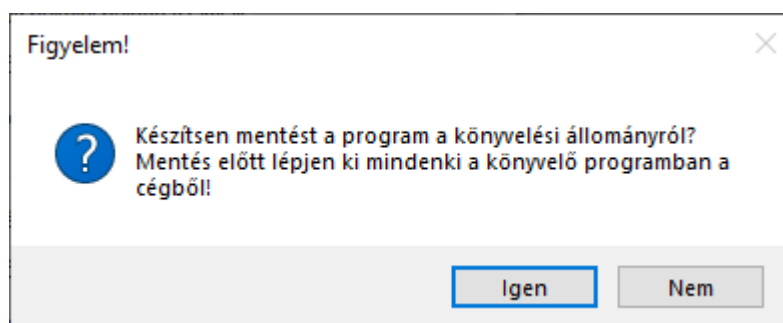 Figyelem!
?
Készítsen mentést a program a könyvelési állományról?
Mentés előtt lépjen ki mindenki a könyvelő programban a
cégből!
Igen
Nem